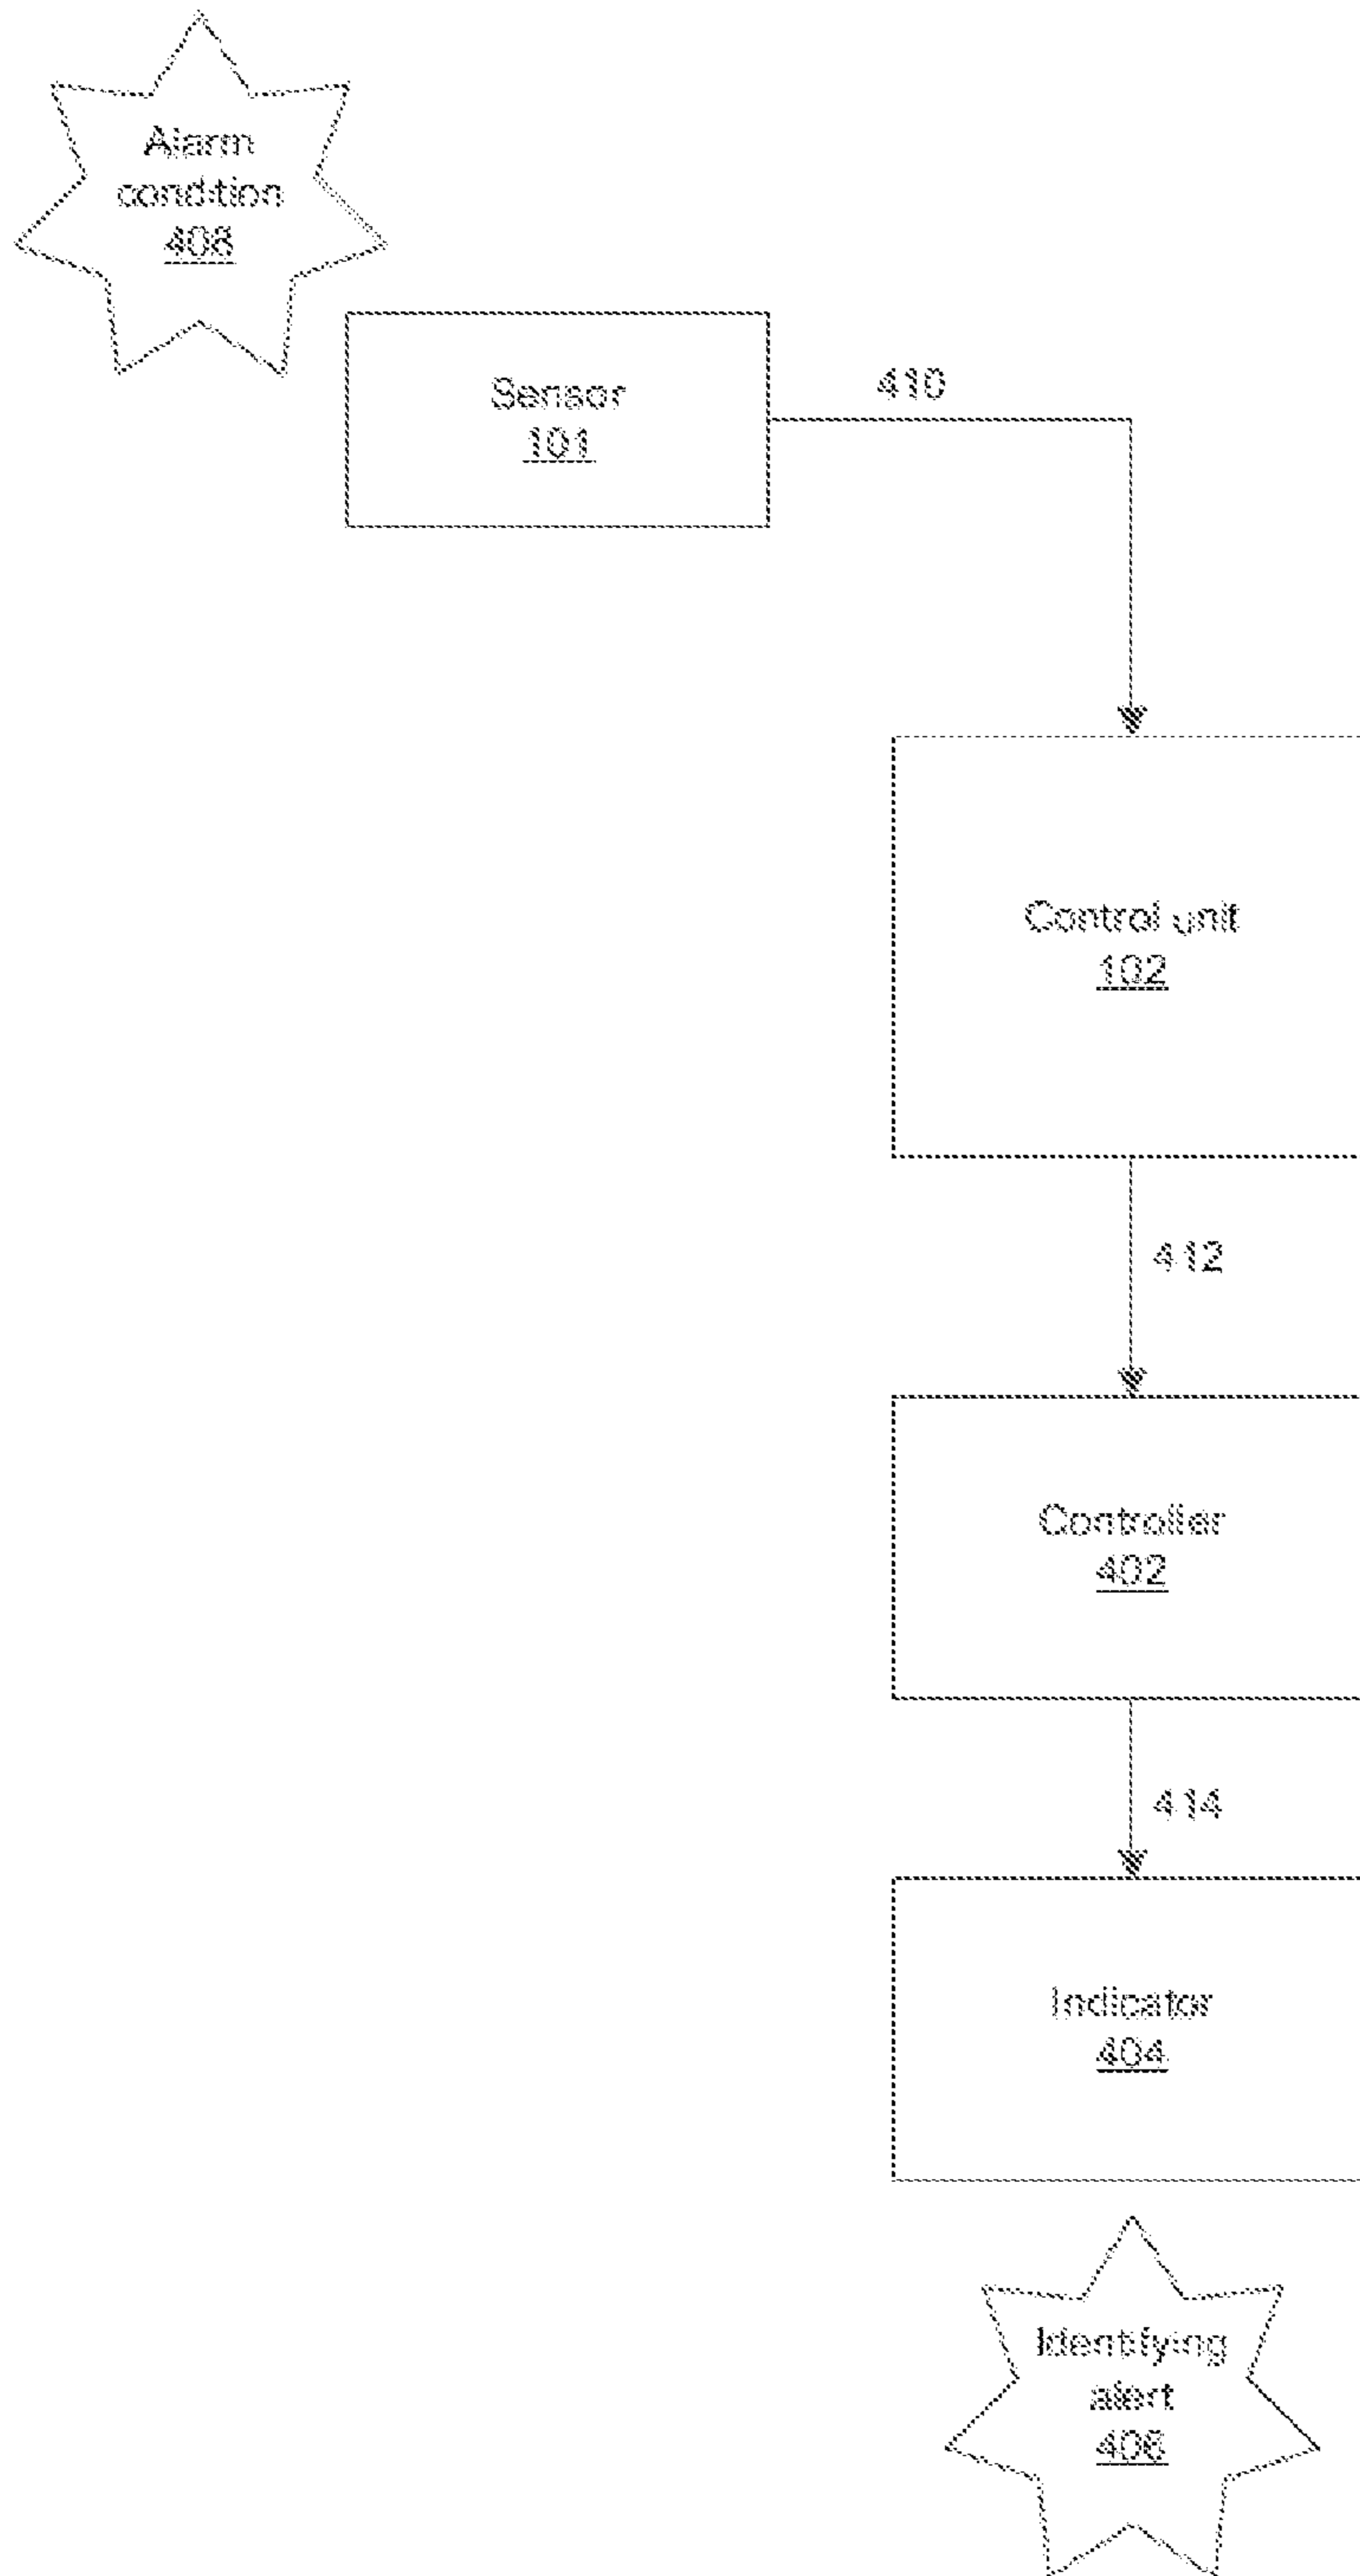 Alarm
condition
408
Sensor
101
410
Control unit
102
412
Controller
402
414
Indicator
404
Identifying
alert
406